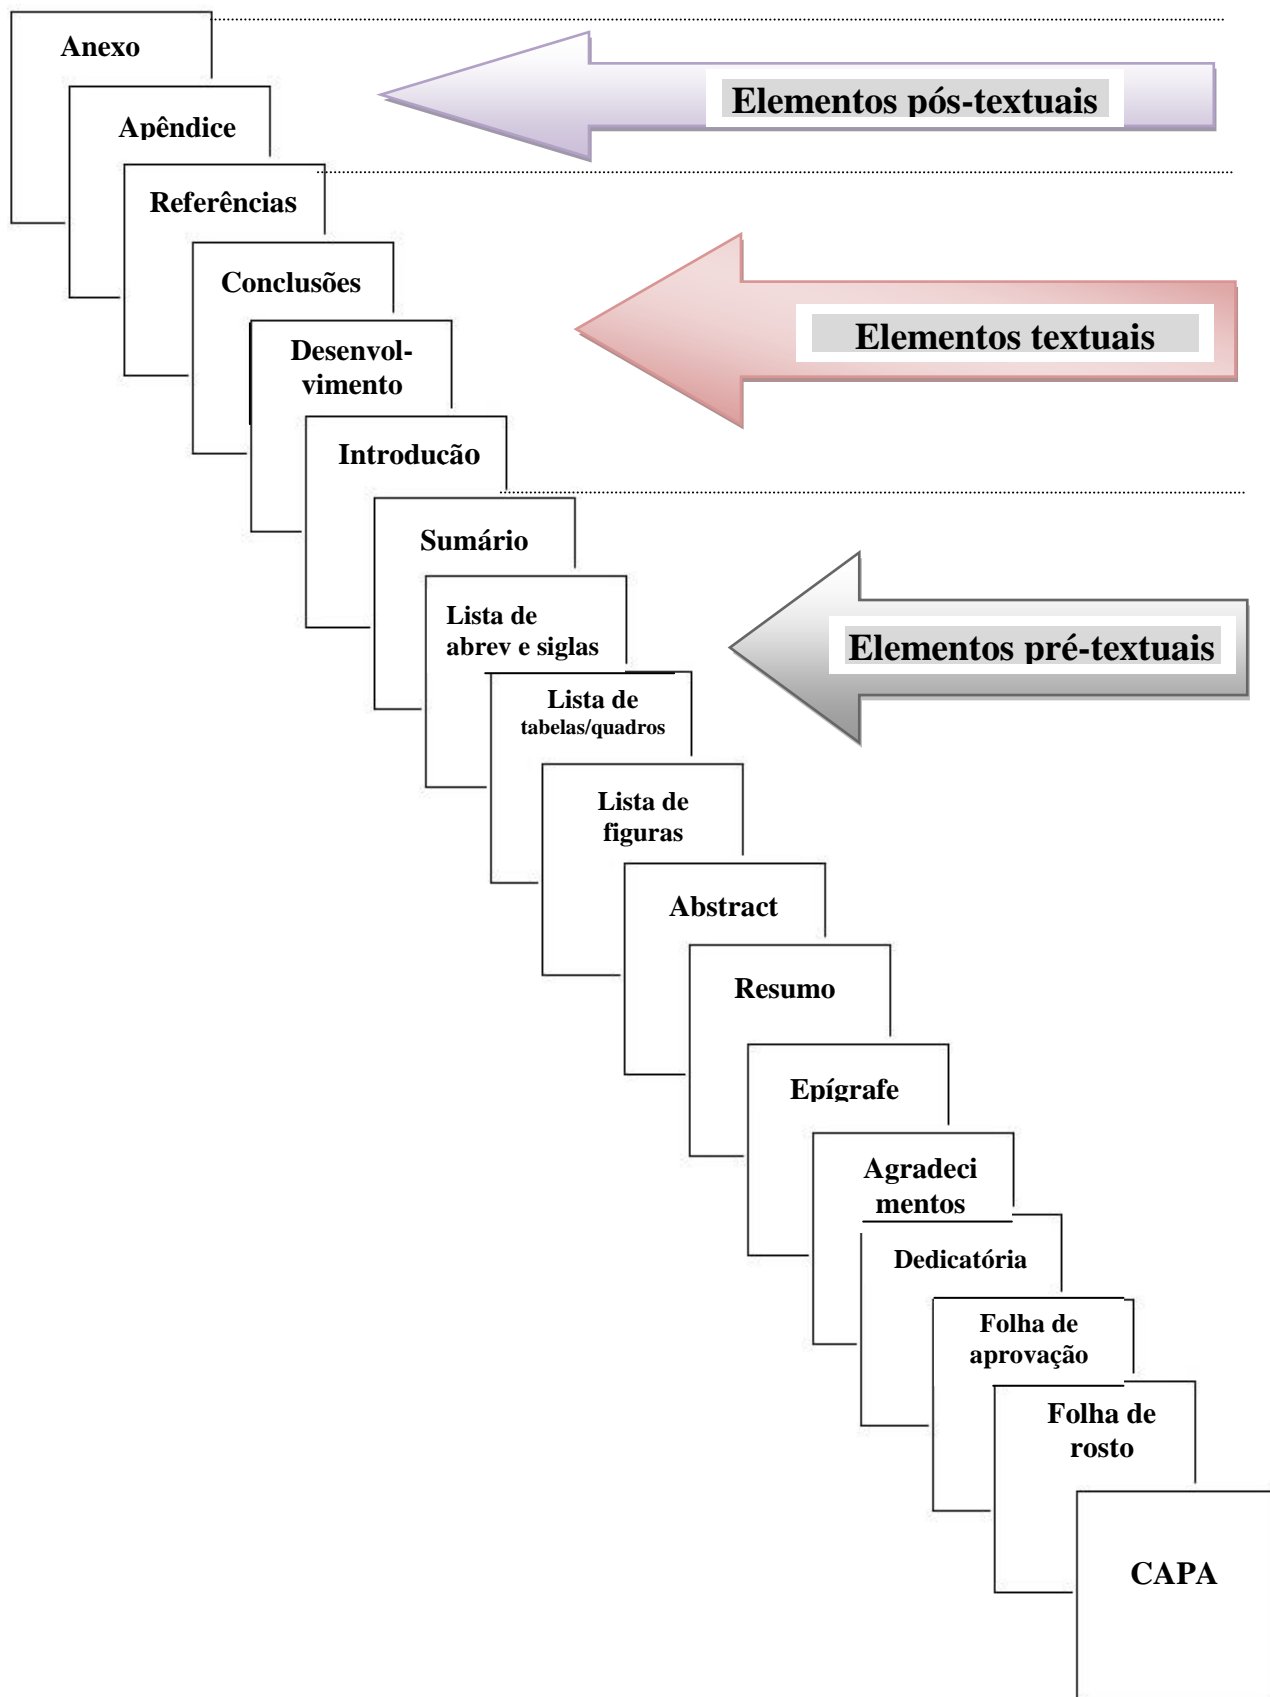 Anexo
Elementos pós-textuais
Apêndice
Referências
Conclusões
Elementos textuais
Desenvol-
vimento
Introducão
Sumário
Lista de
abrev e siglas
Elementos pré-textuais
Lista de
tabelas/quadros
Lista de
figuras
Abstract
Resumo
Epígrafe
Agradeci
mentos
Dedicatória
Folha de
aprovação
Folha de
rosto
CAPA